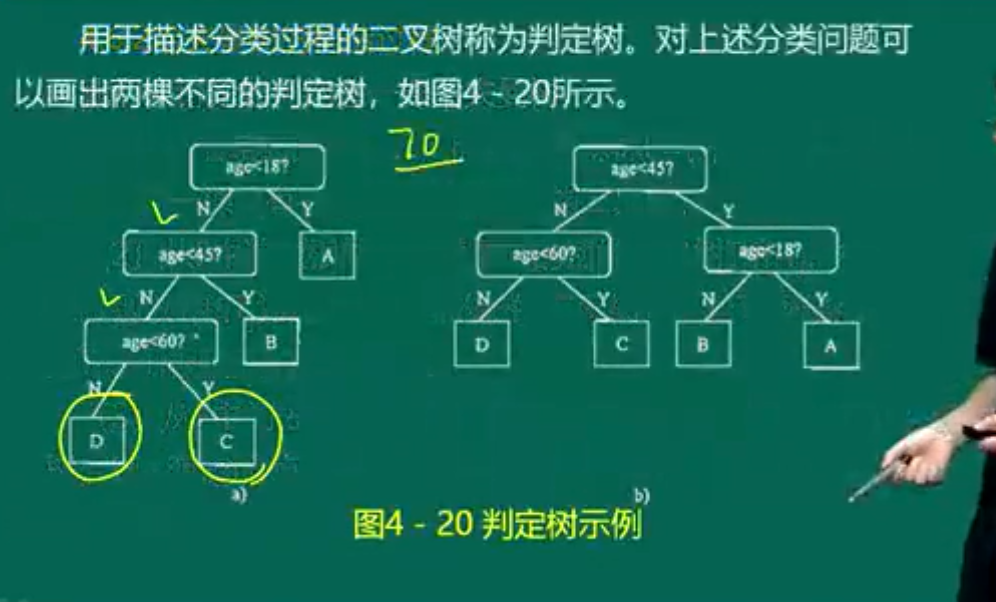 用于描述分类过程的二叉树称为判定树。对上述分类问题可
以画出两棵不同的判定树，如图4 - 20所示。
70
age<18?
age<45?
N
Y
N
Y
age<45?
A
age<60?
age<18?
N
Y
N
Y
N
Y
age<60?
B
D
C
B
A
N
Y
D
C
a)
b)
图4 - 20 判定树示例